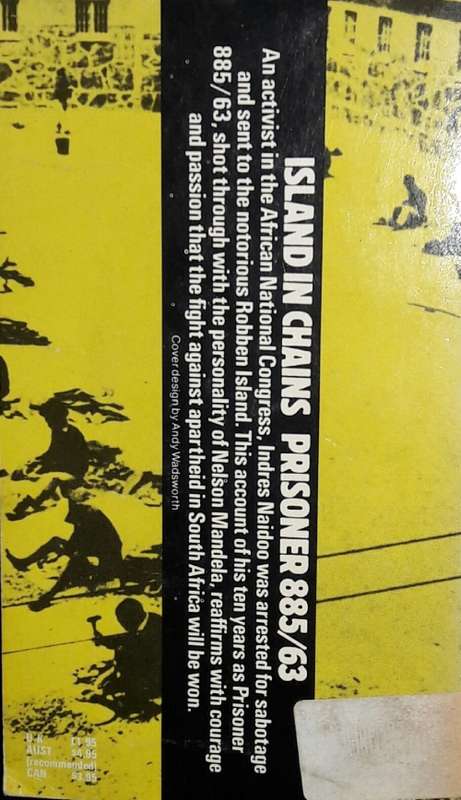 ISLAND IN CHAINS PRISONER 885/63
An activist in the African National Congress, Indres Naidoo was arrested for sabotage
and sent to the notorious Robben Island. This account of his ten years as Prisoner
885/63, shot through with the personality of Nelson Mandela, reaffirms with courage
and passion that the fight against apartheid in South Africa will be won.
Cover design by Andy Wadsworth
U.K. £1.95
AUST $4.95
(recommended)
CAN $3.95